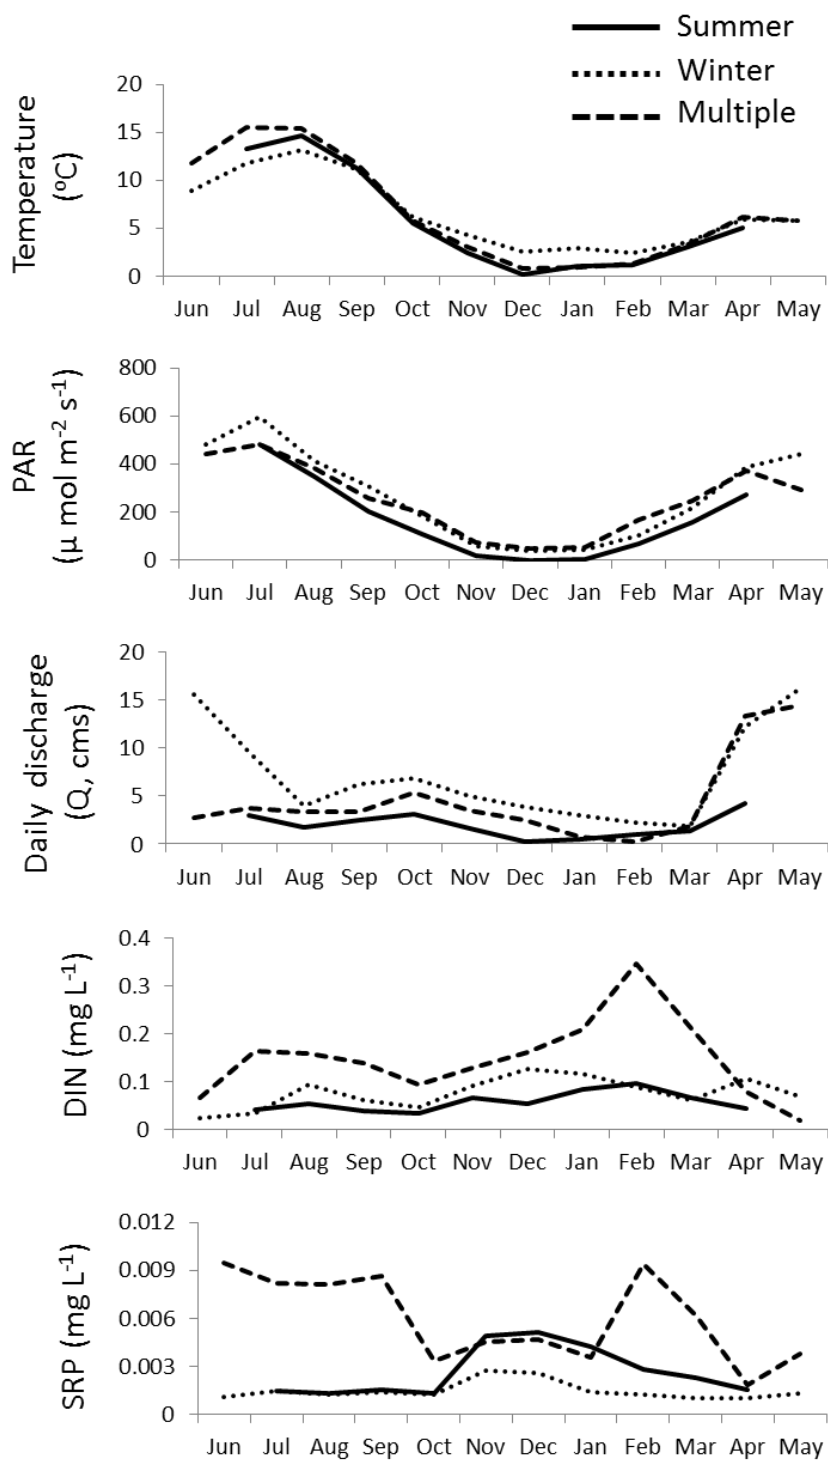 Summer
Winter
Multiple
Temperature
(ºC)
20
15
10
5
0
Jun Jul Aug Sep Oct Nov Dec Jan Feb Mar Apr May
PAR
(µ mol m⁻² s⁻¹)
800
600
400
200
0
Jun Jul Aug Sep Oct Nov Dec Jan Feb Mar Apr May
Daily discharge
(Q, cms)
20
15
10
5
0
Jun Jul Aug Sep Oct Nov Dec Jan Feb Mar Apr May
DIN (mg L⁻¹)
0.4
0.3
0.2
0.1
0
Jun Jul Aug Sep Oct Nov Dec Jan Feb Mar Apr May
SRP (mg L⁻¹)
0.012
0.009
0.006
0.003
0
Jun Jul Aug Sep Oct Nov Dec Jan Feb Mar Apr May